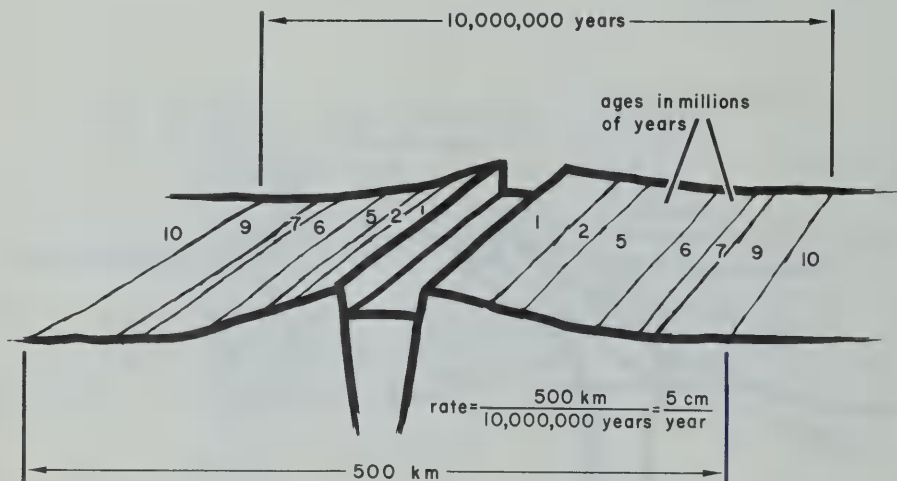 10,000,000 years
ages in millions
of years
10 9 7 6 5 2 1
1 2 5 6 7 9 10
rate = 500 km / 10,000,000 years = 5 cm / year
500 km